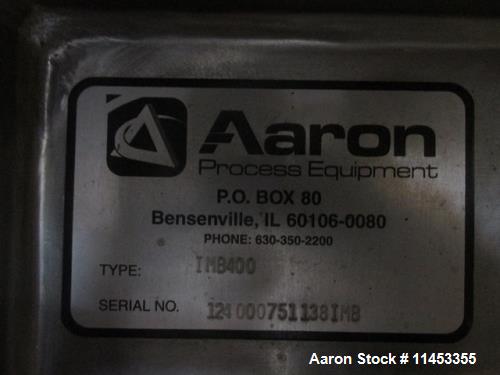 Aaron
Process Equipment
P.O. BOX 80
Bensenville, IL 60106-0080
PHONE: 630-350-2200
TYPE: IMB400
SERIAL NO. 124000751138IMB
Aaron Stock # 11453355